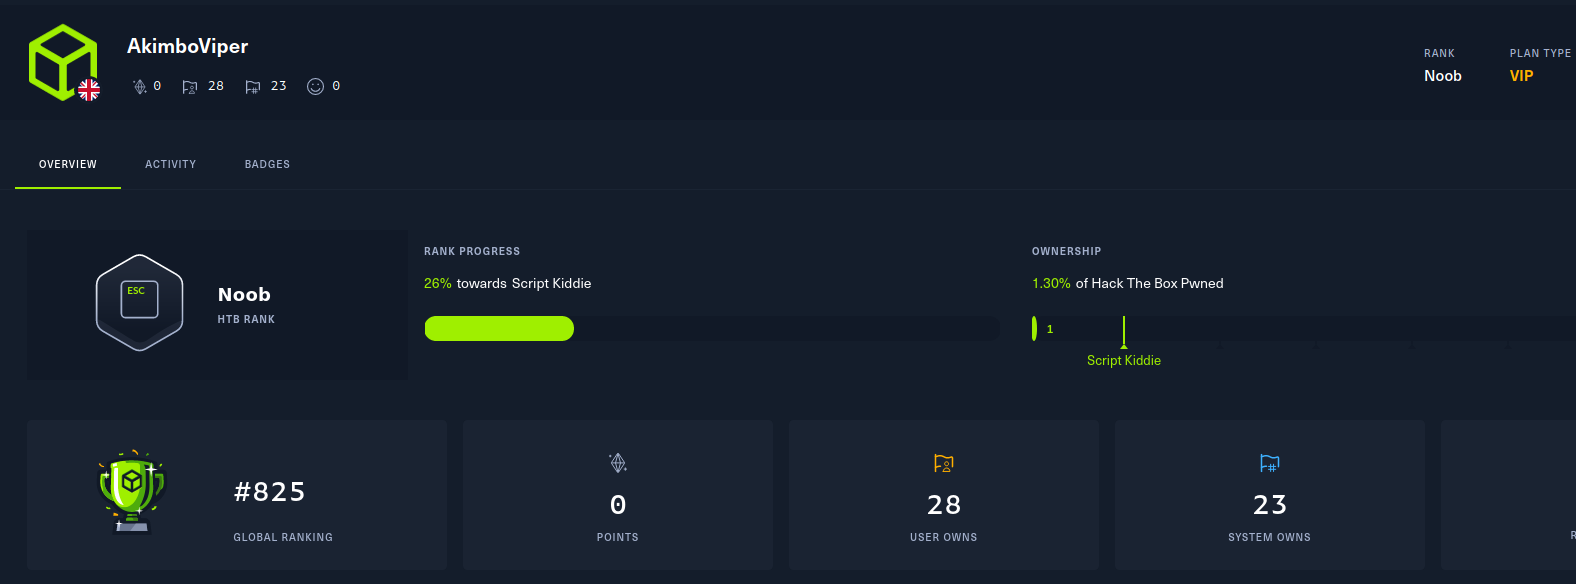 AkimboViper
0 28 23 0
RANK
Noob
PLAN TYPE
VIP
OVERVIEW ACTIVITY BADGES
ESC
Noob
HTB RANK
RANK PROGRESS
26% towards Script Kiddie
OWNERSHIP
1.30% of Hack The Box Pwned
1
Script Kiddie
#825
GLOBAL RANKING
0
POINTS
28
USER OWNS
23
SYSTEM OWNS